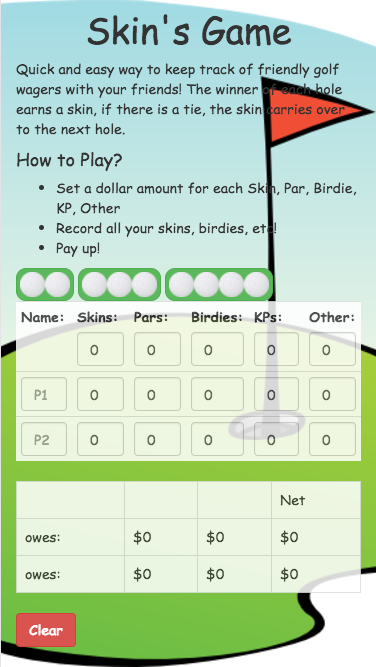 Skin's Game
Quick and easy way to keep track of friendly golf
wagers with your friends! The winner of each hole
earns a skin, if there is a tie, the skin carries over
to the next hole.
How to Play?
Set a dollar amount for each Skin, Par, Birdie,
KP, Other
Record all your skins, birdies, etc!
Pay up!
Name: Skins: Pars: Birdies: KPs: Other:
0 0 0 0 0
P1 0 0 0 0 0
P2 0 0 0 0 0
Net
owes: $0 $0 $0
owes: $0 $0 $0
Clear